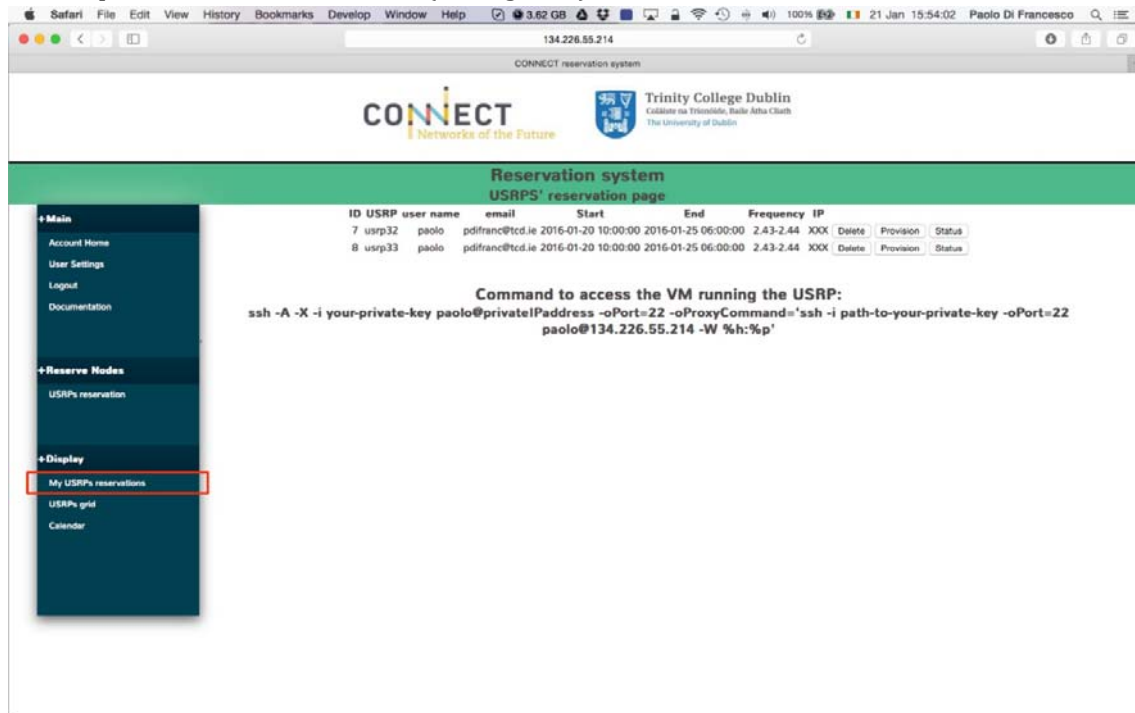 Safari File Edit View History Bookmarks Develop Window Help 3.62 GB 100% 21 Jan 15:54:02 Paolo Di Francesco
134.226.55.214
CONNECT reservation system
CONNECT
Networks of the Future
Trinity College Dublin
Coláiste na Tríonóide, Baile Átha Cliath
The University of Dublin
Reservation system
USRPS' reservation page
+Main
Account Home
User Settings
Logout
Documentation
+Reserve Nodes
USRPs reservation
+Display
My USRPs reservations
USRPs grid
Calendar
ID USRP user name email Start End Frequency IP
7 usrp32 paolo pdifranc@tcd.ie 2016-01-20 10:00:00 2016-01-25 06:00:00 2.43-2.44 XXX Delete Provision Status
8 usrp33 paolo pdifranc@tcd.ie 2016-01-20 10:00:00 2016-01-25 06:00:00 2.43-2.44 XXX Delete Provision Status
Command to access the VM running the USRP:
ssh -A -X -i your-private-key paolo@privateIPaddress -oPort=22 -oProxyCommand='ssh -i path-to-your-private-key -oPort=22
paolo@134.226.55.214 -W %h:%p'